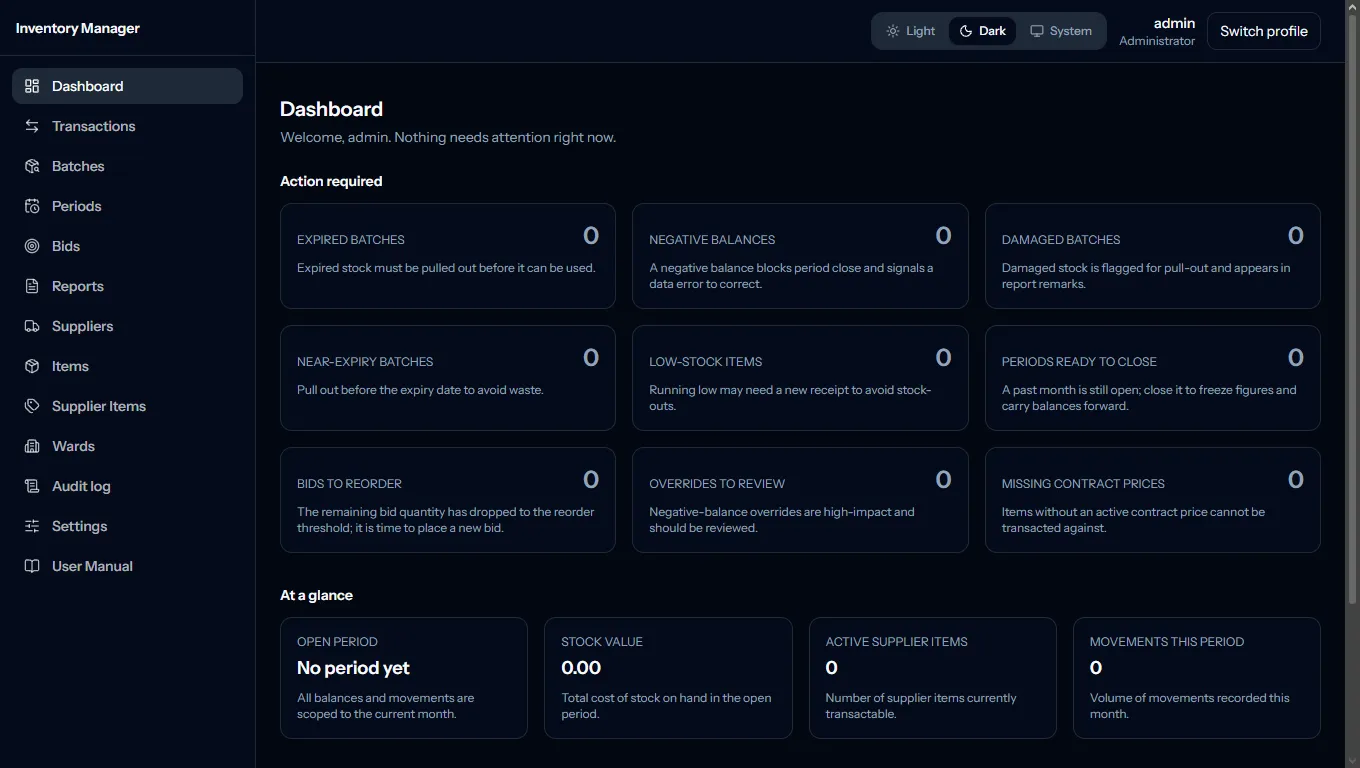 Inventory Manager
Light
Dark
System
admin
Administrator
Switch profile
Dashboard
Transactions
Batches
Periods
Bids
Reports
Suppliers
Items
Supplier Items
Wards
Audit log
Settings
User Manual
Dashboard
Welcome, admin. Nothing needs attention right now.
Action required
EXPIRED BATCHES
0
Expired stock must be pulled out before it can be used.
NEGATIVE BALANCES
0
A negative balance blocks period close and signals a
data error to correct.
DAMAGED BATCHES
0
Damaged stock is flagged for pull-out and appears in
report remarks.
NEAR-EXPIRY BATCHES
0
Pull out before the expiry date to avoid waste.
LOW-STOCK ITEMS
0
Running low may need a new receipt to avoid stock-
outs.
PERIODS READY TO CLOSE
0
A past month is still open; close it to freeze figures and
carry balances forward.
BIDS TO REORDER
0
The remaining bid quantity has dropped to the reorder
threshold; it is time to place a new bid.
OVERRIDES TO REVIEW
0
Negative-balance overrides are high-impact and
should be reviewed.
MISSING CONTRACT PRICES
0
Items without an active contract price cannot be
transacted against.
At a glance
OPEN PERIOD
No period yet
All balances and movements are
scoped to the current month.
STOCK VALUE
0.00
Total cost of stock on hand in the open
period.
ACTIVE SUPPLIER ITEMS
0
Number of supplier items currently
transactable.
MOVEMENTS THIS PERIOD
0
Volume of movements recorded this
month.